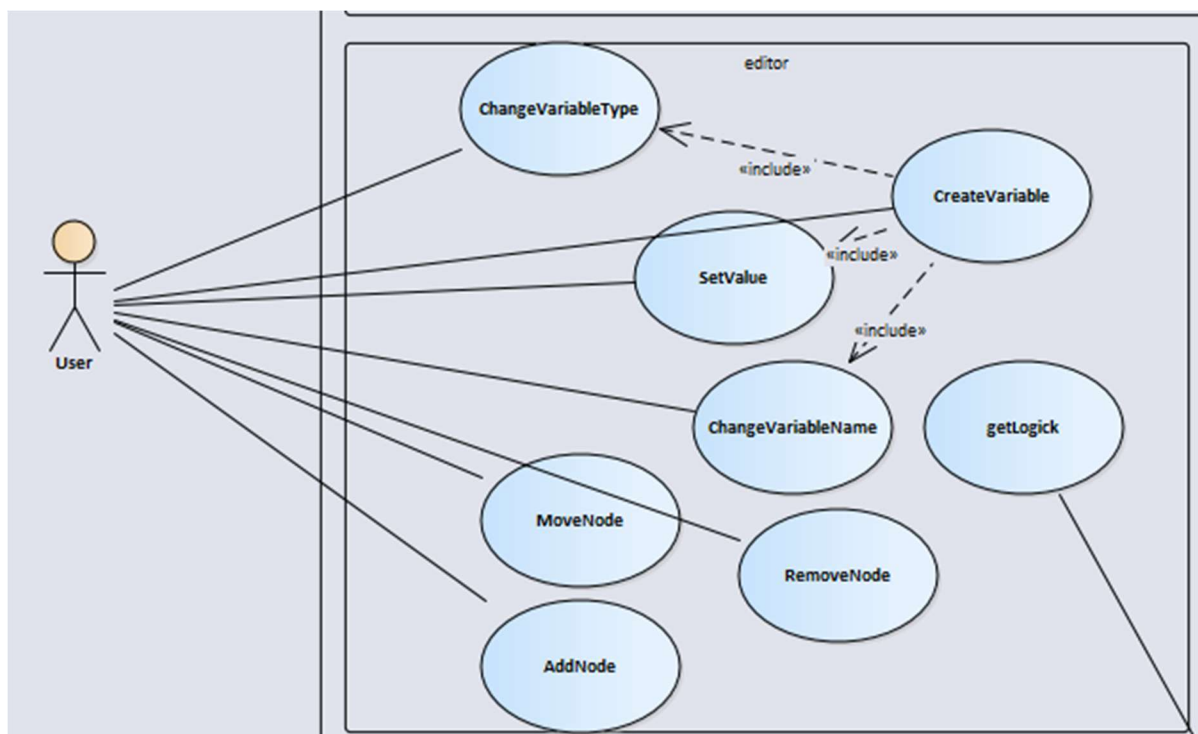 editor
ChangeVariableType
«include»
CreateVariable
«include»
SetValue
«include»
User
ChangeVariableName
getLogick
MoveNode
RemoveNode
AddNode